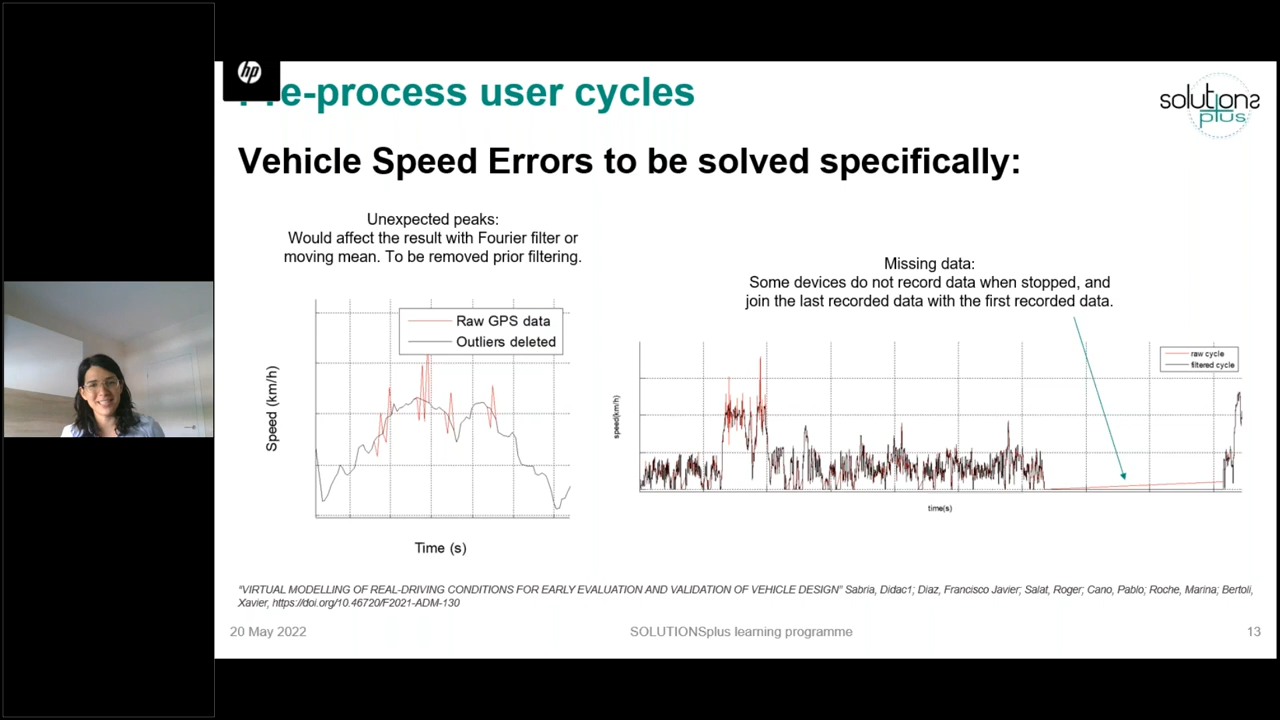 hp
e-process user cycles
solutions
plus
Vehicle Speed Errors to be solved specifically:
Unexpected peaks:
Would affect the result with Fourier filter or
moving mean. To be removed prior filtering.
Raw GPS data
Outliers deleted
Speed (km/h)
Time (s)
Missing data:
Some devices do not record data when stopped, and
join the last recorded data with the first recorded data.
raw cycle
filtered cycle
speed(km/h)
time(s)
"VIRTUAL MODELLING OF REAL-DRIVING CONDITIONS FOR EARLY EVALUATION AND VALIDATION OF VEHICLE DESIGN" Sabria, Didac1; Diaz, Francisco Javier; Salat, Roger; Cano, Pablo; Roche, Marina; Bertoli,
Xavier, https://doi.org/10.46720/F2021-ADM-130
20 May 2022
SOLUTIONSplus learning programme
13